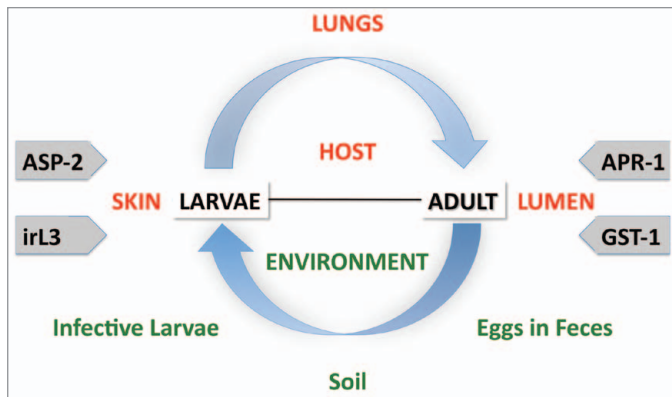 LUNGS
ASP-2
HOST
APR-1
SKIN
LARVAE
ADULT
LUMEN
irL3
GST-1
ENVIRONMENT
Infective Larvae
Eggs in Feces
Soil